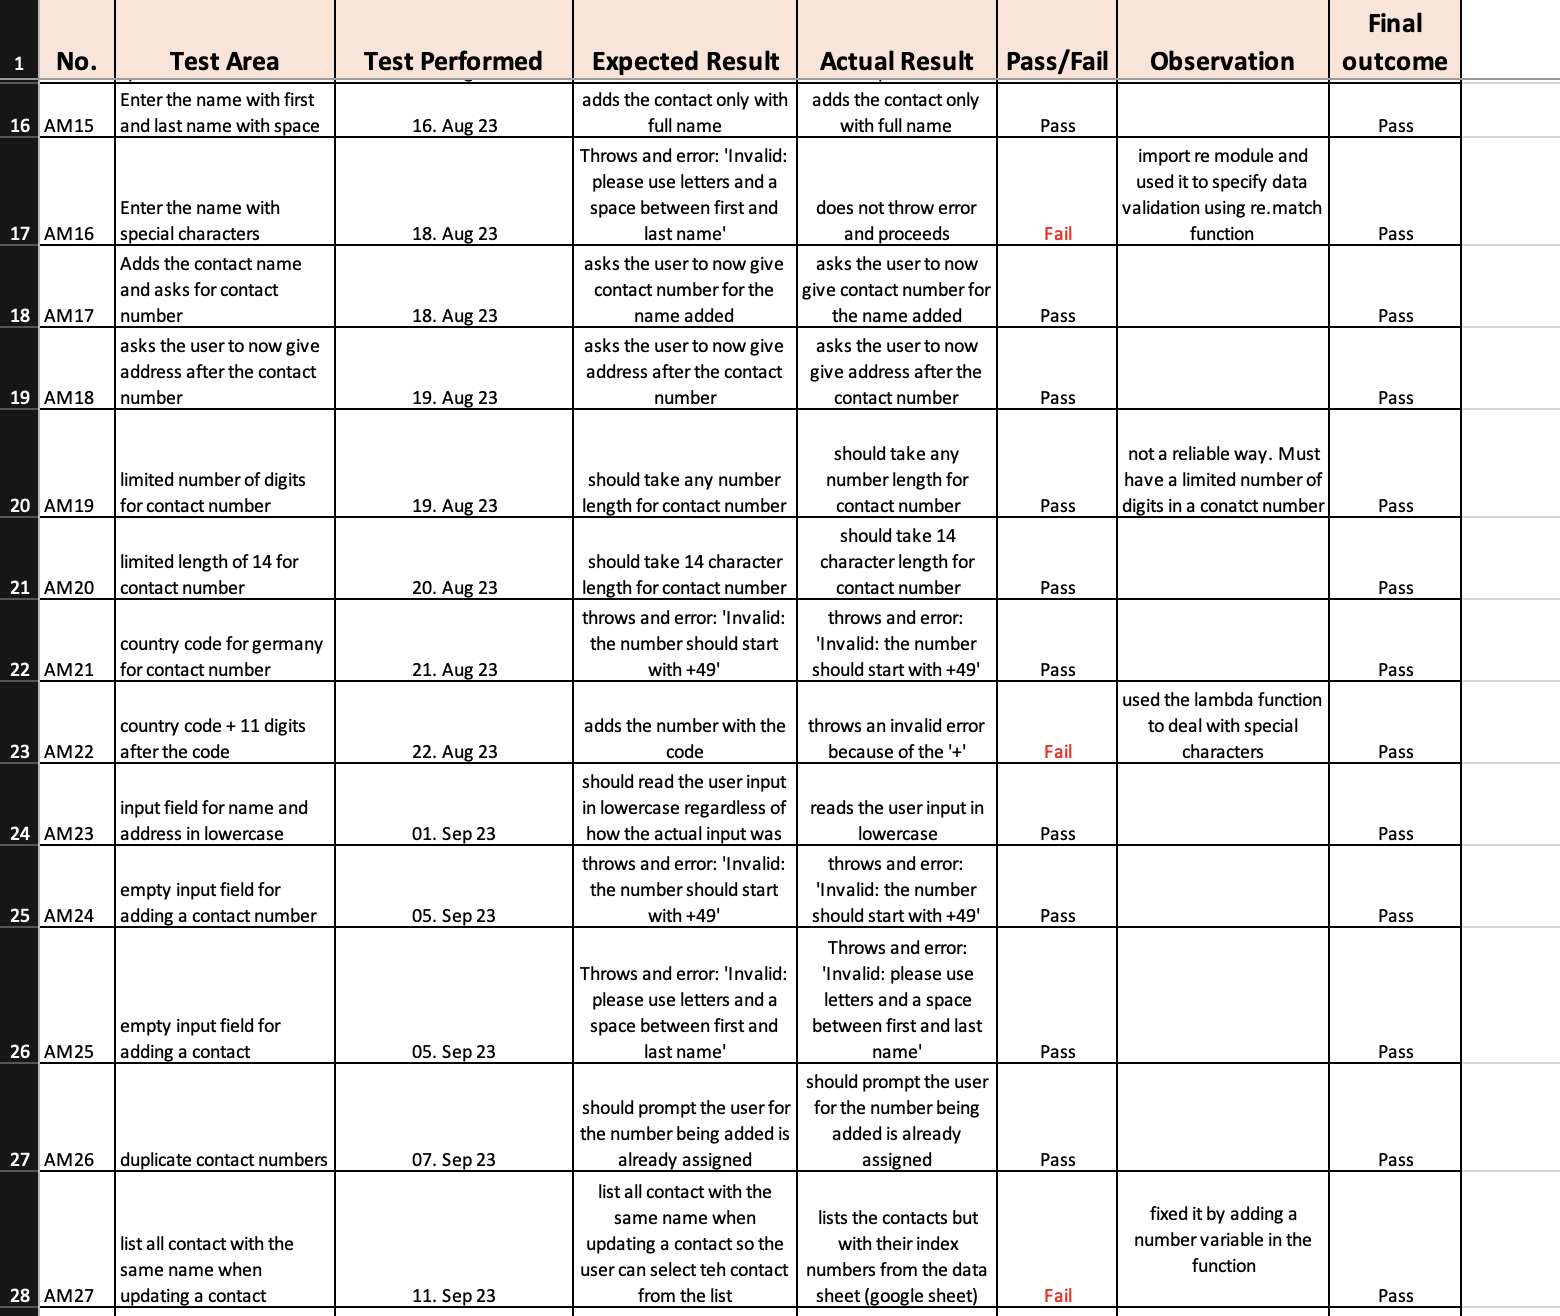 1 No. Test Area Test Performed Expected Result Actual Result Pass/Fail Observation Final
outcome
16 AM15 Enter the name with first
and last name with space 16. Aug 23 adds the contact only with
full name adds the contact only
with full name Pass Pass
17 AM16 Enter the name with
special characters 18. Aug 23 Throws and error: 'Invalid:
please use letters and a
space between first and
last name' does not throw error
and proceeds Fail import re module and
used it to specify data
validation using re.match
function Pass
18 AM17 Adds the contact name
and asks for contact
number 18. Aug 23 asks the user to now give
contact number for the
name added asks the user to now
give contact number for
the name added Pass Pass
19 AM18 asks the user to now give
address after the contact
number 19. Aug 23 asks the user to now give
address after the contact
number asks the user to now
give address after the
contact number Pass Pass
20 AM19 limited number of digits
for contact number 19. Aug 23 should take any number
length for contact number should take any
number length for
contact number Pass not a reliable way. Must
have a limited number of
digits in a conatct number Pass
21 AM20 limited length of 14 for
contact number 20. Aug 23 should take 14 character
length for contact number should take 14
character length for
contact number Pass Pass
22 AM21 country code for germany
for contact number 21. Aug 23 throws and error: 'Invalid:
the number should start
with +49' throws and error:
'Invalid: the number
should start with +49' Pass Pass
23 AM22 country code + 11 digits
after the code 22. Aug 23 adds the number with the
code throws an invalid error
because of the '+' Fail used the lambda function
to deal with special
characters Pass
24 AM23 input field for name and
address in lowercase 01. Sep 23 should read the user input
in lowercase regardless of
how the actual input was reads the user input in
lowercase Pass Pass
25 AM24 empty input field for
adding a contact number 05. Sep 23 throws and error: 'Invalid:
the number should start
with +49' throws and error:
'Invalid: the number
should start with +49' Pass Pass
26 AM25 empty input field for
adding a contact 05. Sep 23 Throws and error: 'Invalid:
please use letters and a
space between first and
last name' Throws and error:
'Invalid: please use
letters and a space
between first and last
name' Pass Pass
27 AM26 duplicate contact numbers 07. Sep 23 should prompt the user for
the number being added is
already assigned should prompt the user
for the number being
added is already
assigned Pass Pass
28 AM27 list all contact with the
same name when
updating a contact 11. Sep 23 list all contact with the
same name when
updating a contact so the
user can select teh contact
from the list lists the contacts but
with their index
numbers from the data
sheet (google sheet) Fail fixed it by adding a
number variable in the
function Pass